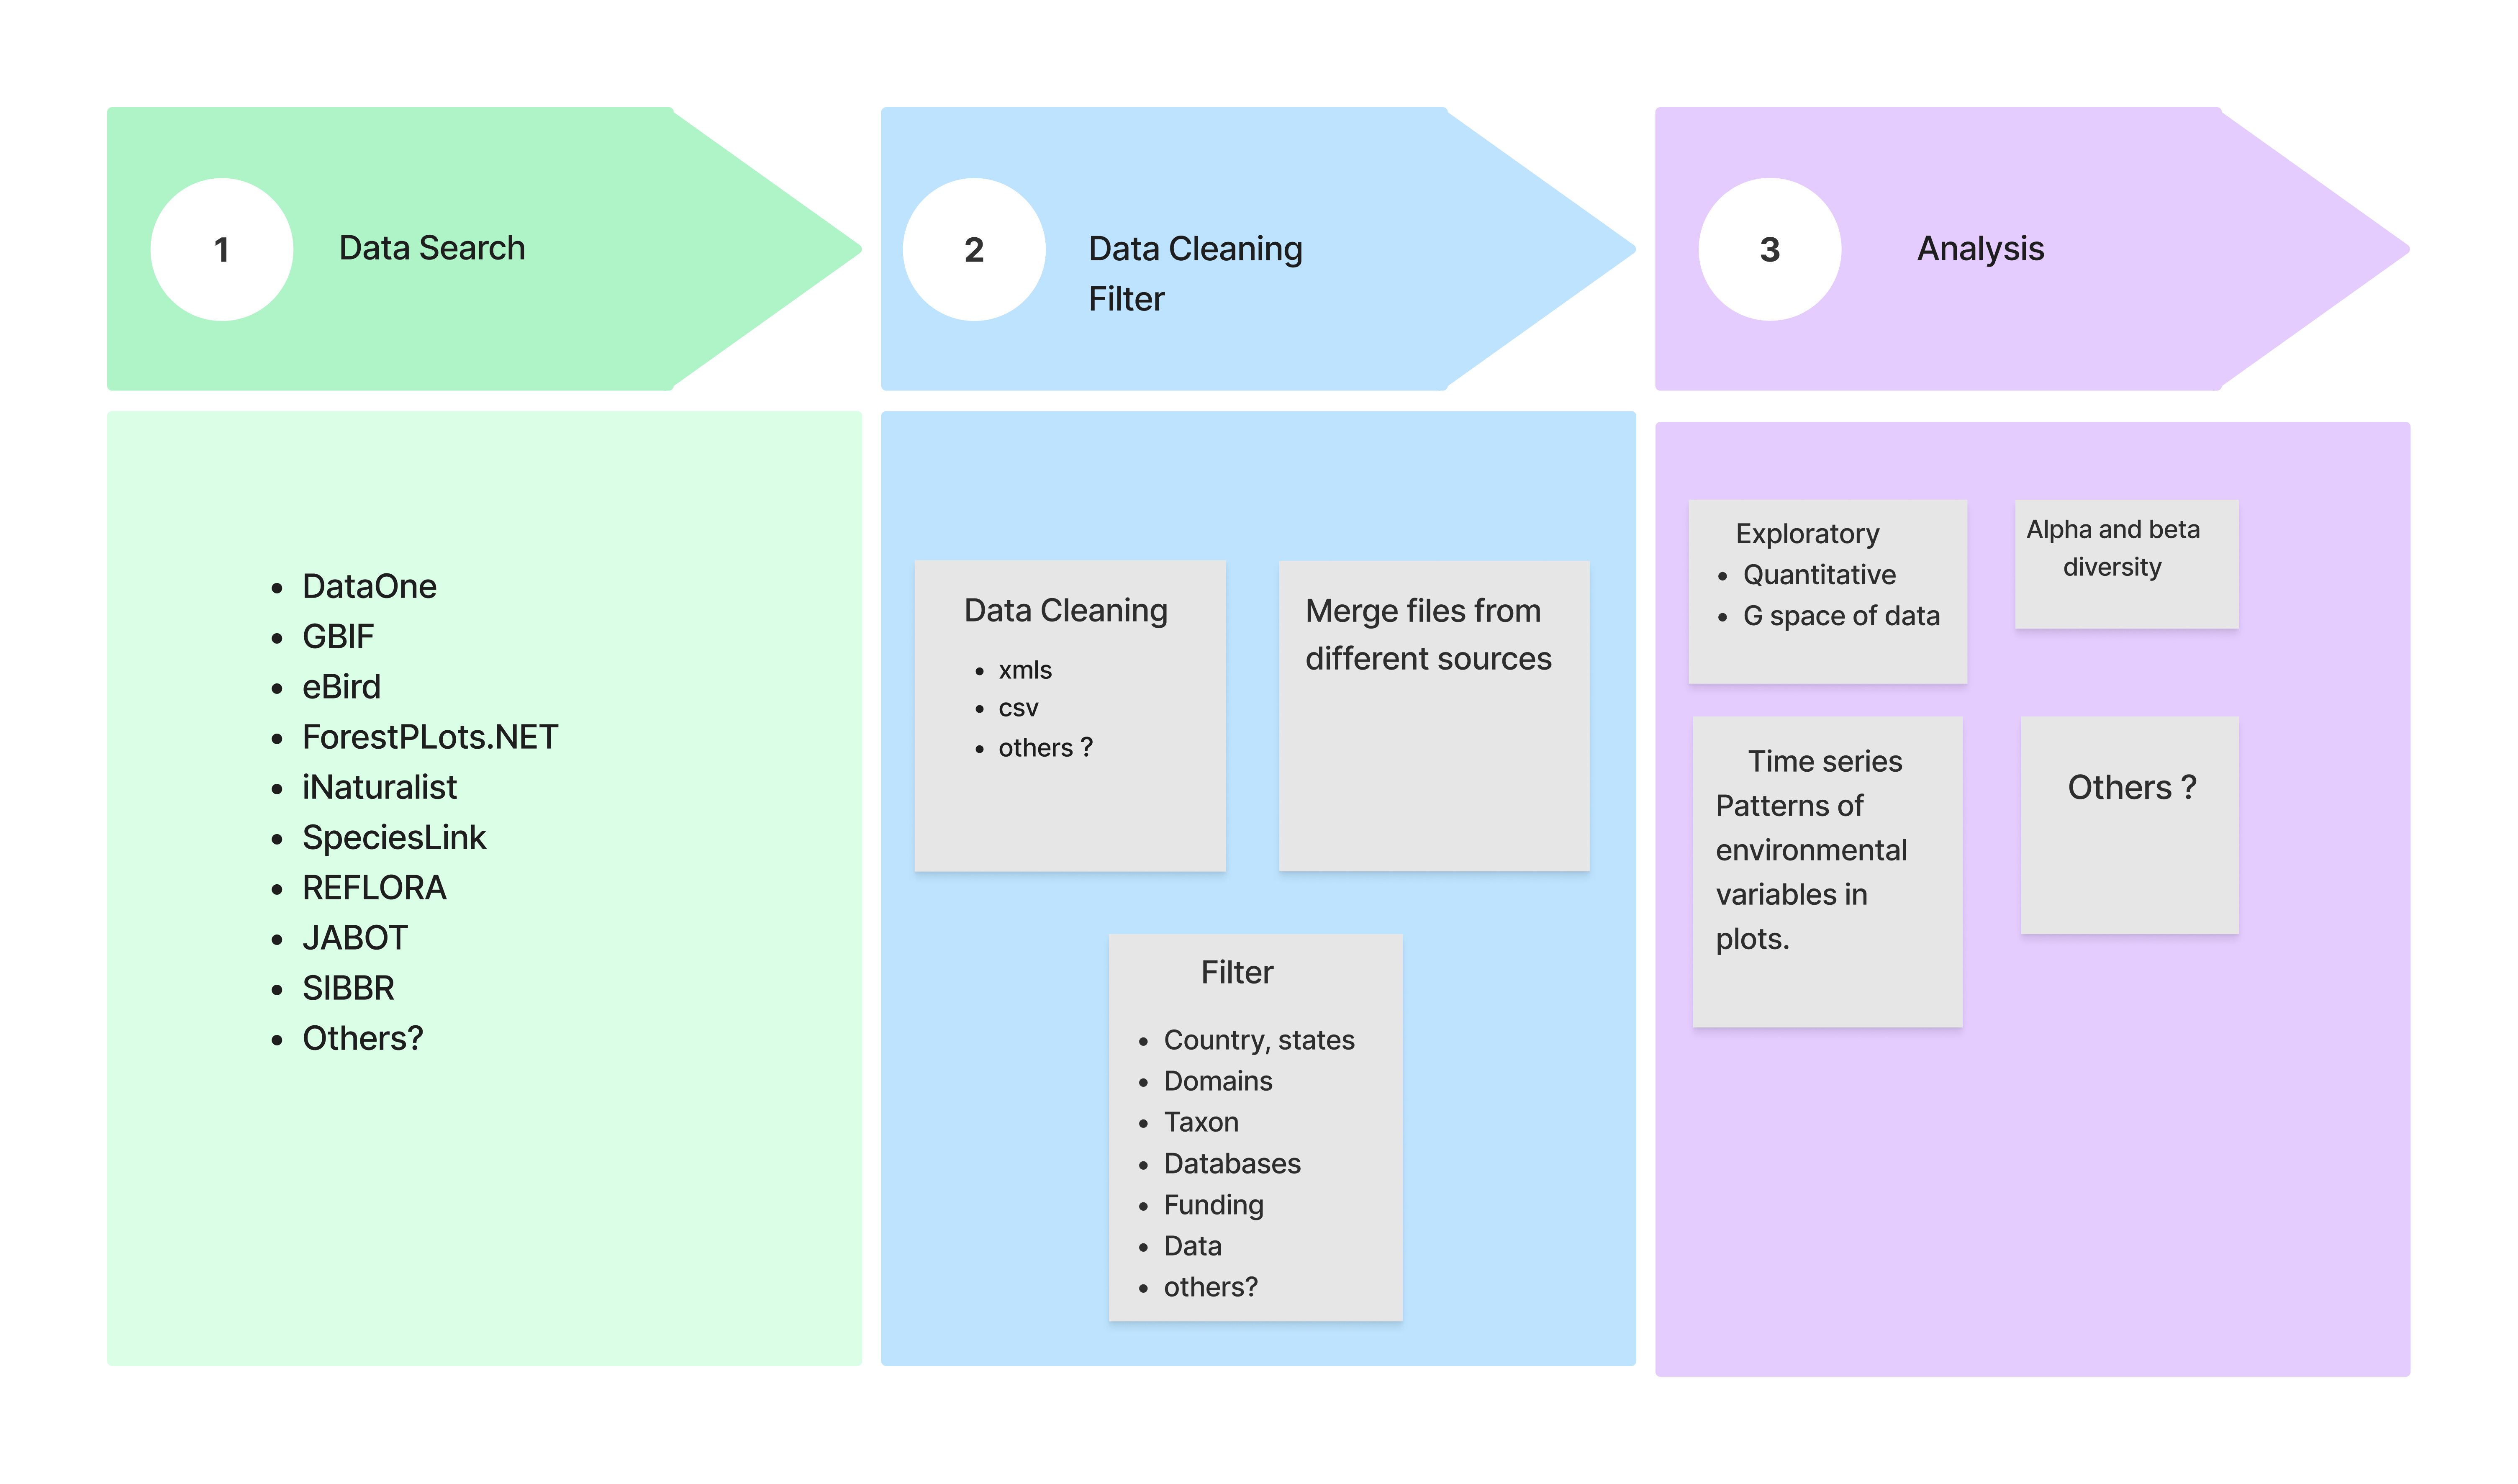 1
Data Search
2
Data Cleaning
Filter
3
Analysis
• DataOne
• GBIF
• eBird
• ForestPLots.NET
• iNaturalist
• SpeciesLink
• REFLORA
• JABOT
• SIBBR
• Others?
Data Cleaning
• xmls
• csv
• others ?
Merge files from
different sources
Filter
• Country, states
• Domains
• Taxon
• Databases
• Funding
• Data
• others?
Exploratory
• Quantitative
• G space of data
Alpha and beta
diversity
Time series
Patterns of
environmental
variables in
plots.
Others ?